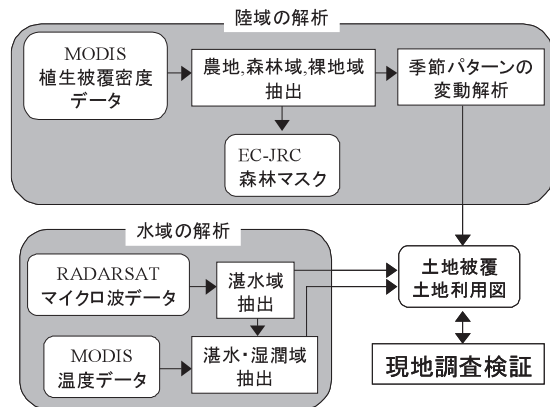 陸域の解析
MODIS
植生被覆密度
データ
農地,森林域,裸地域
抽出
季節パターンの
変動解析
EC-JRC
森林マスク
水域の解析
RADARSAT
マイクロ波データ
湛水域
抽出
土地被覆
土地利用図
MODIS
温度データ
湛水・湿潤域
抽出
現地調査検証